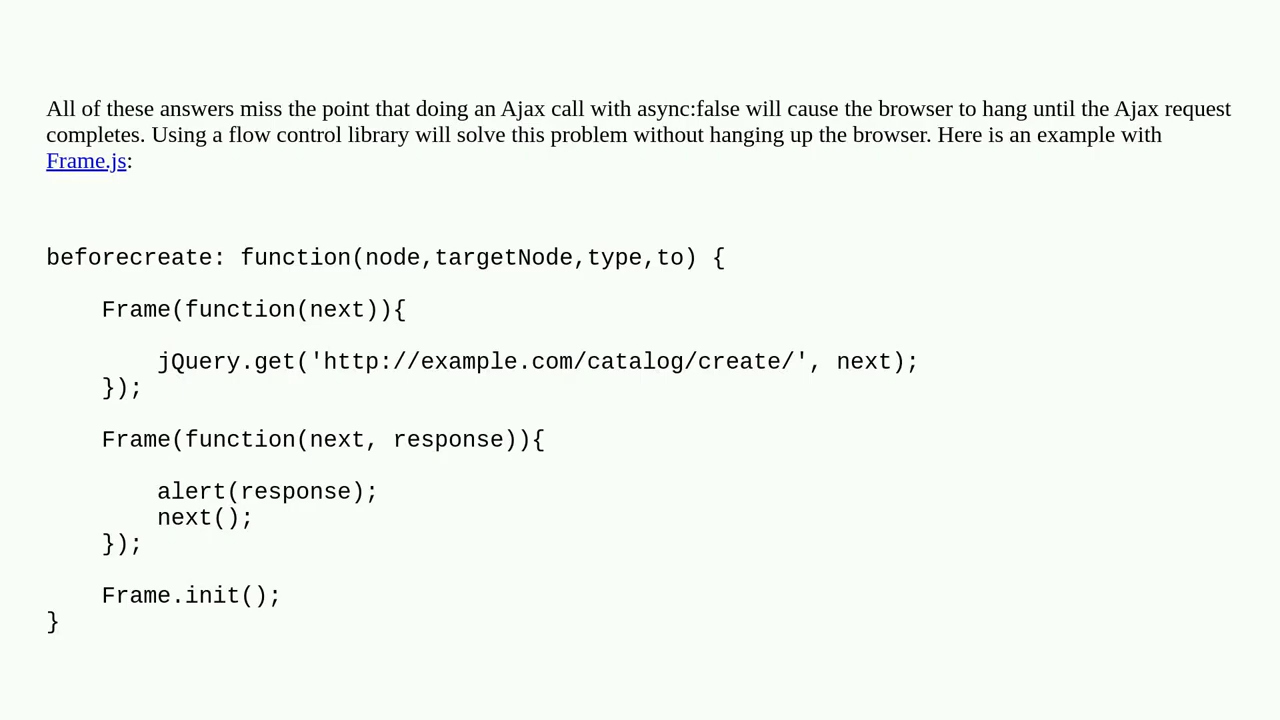 All of these answers miss the point that doing an Ajax call with async:false will cause the browser to hang until the Ajax request
completes. Using a flow control library will solve this problem without hanging up the browser. Here is an example with
Frame.js:
beforecreate: function(node,targetNode,type,to) {
    Frame(function(next)){
        jQuery.get('http://example.com/catalog/create/', next);
    });
    Frame(function(next, response)){
        alert(response);
        next();
    });
    Frame.init();
}